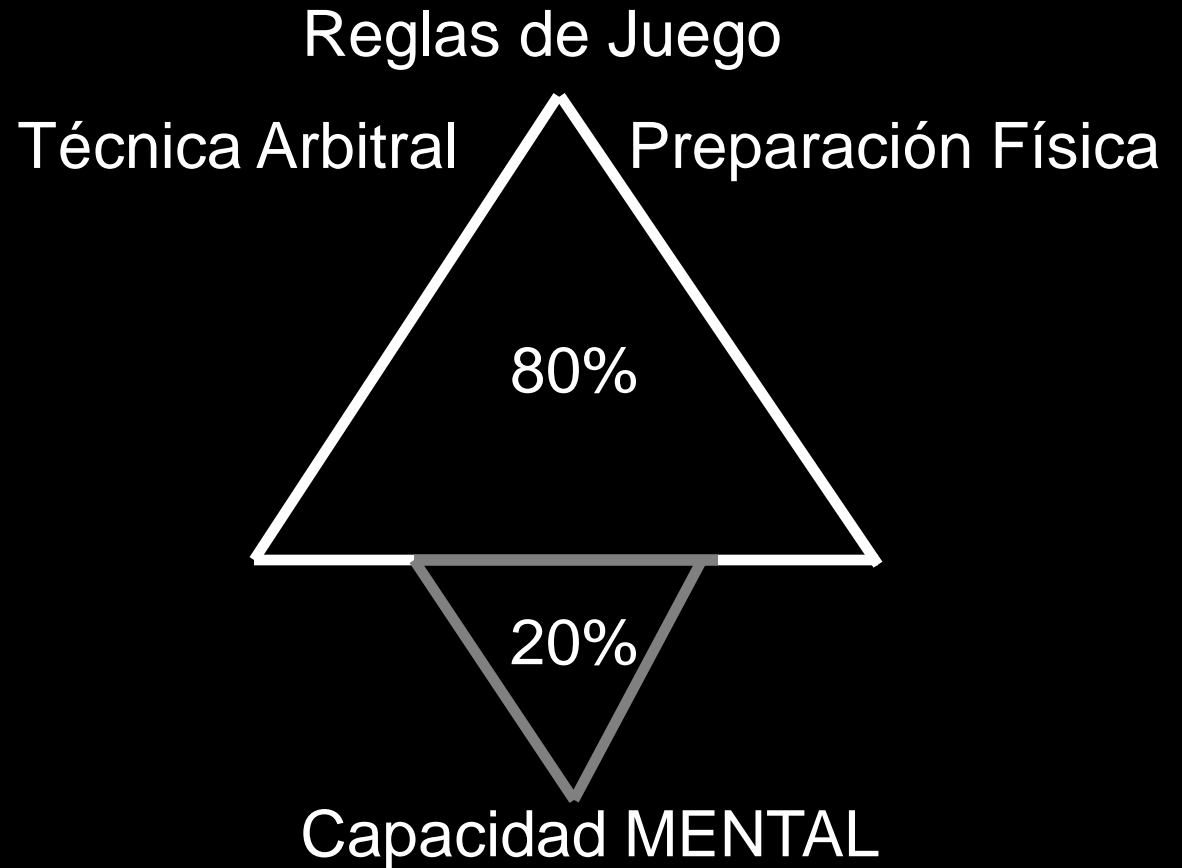 Reglas de Juego
Técnica Arbitral
Preparación Física
80%
20%
Capacidad MENTAL